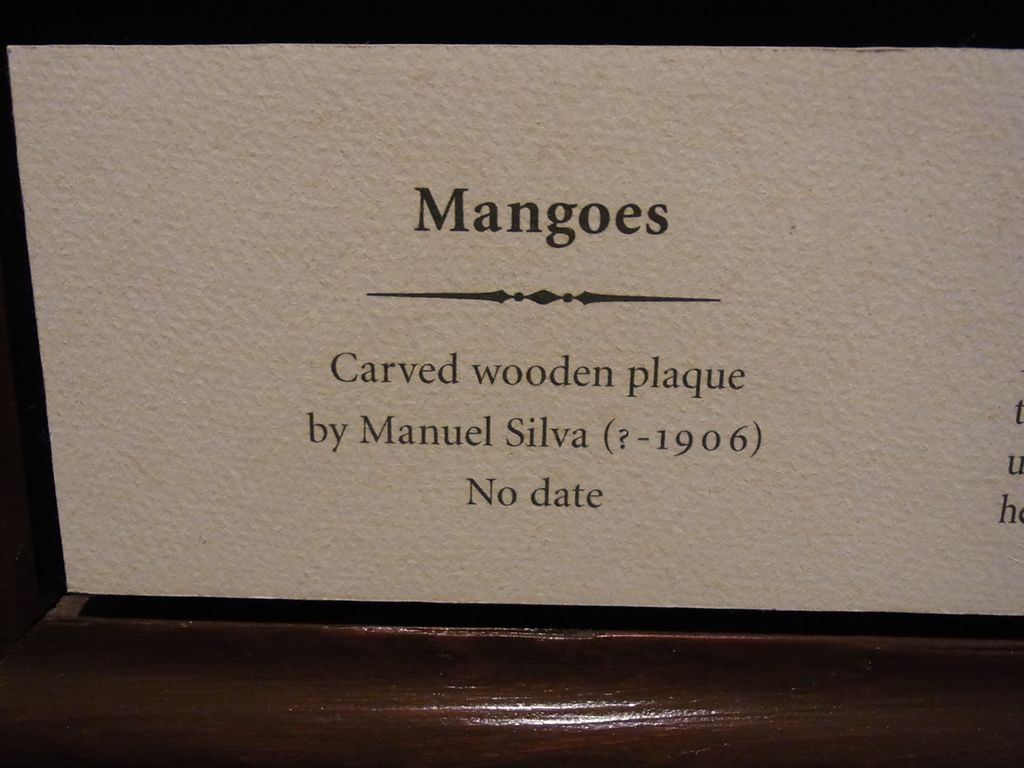 Mangoes
Carved wooden plaque
by Manuel Silva (?-1906)
No date